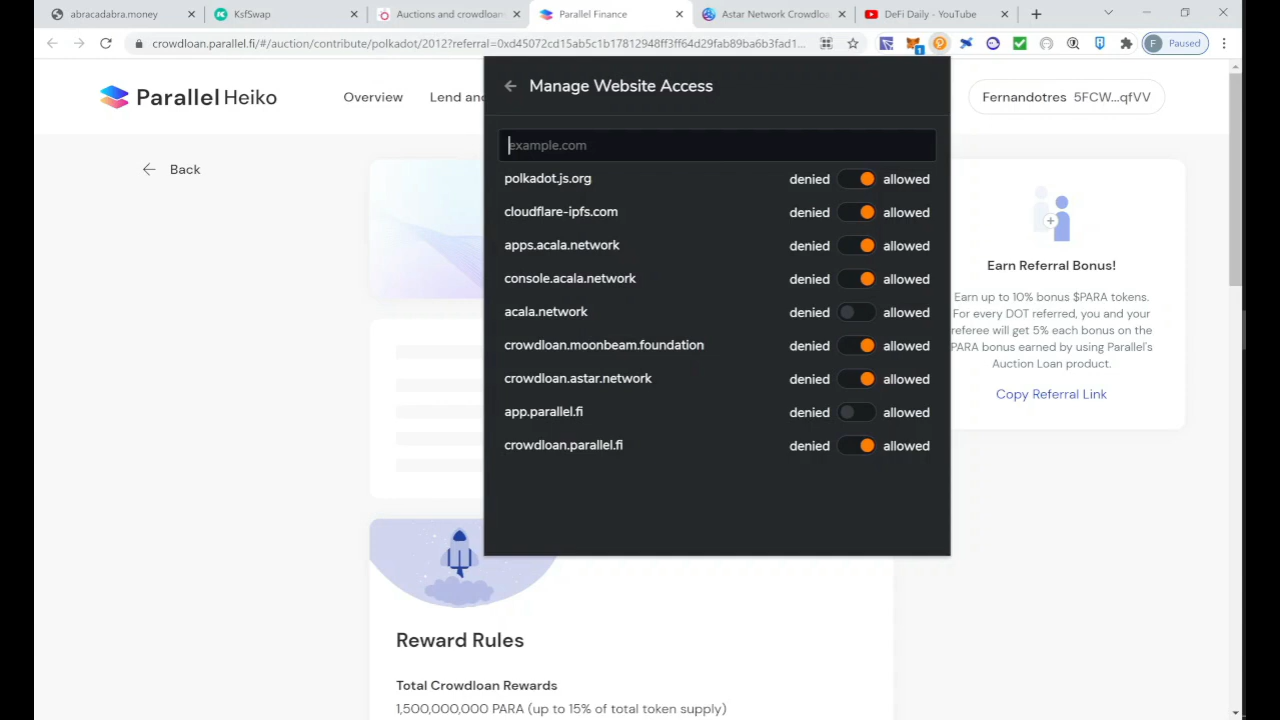 abracadabra.money
KsfSwap
Auctions and crowdloan
Parallel Finance
Astar Network Crowdlo
DeFi Daily - YouTube
crowdloan.parallel.fi/#/auction/contribute/polkadot/2012?referral=0xd45072cd15ab5c1b17812948ff3ff64d29fab89ba6b3fad1...
1
F Paused
Parallel Heiko
Overview
Lend and
Fernandotres 5FCW...qfVV
Back
Manage Website Access
example.com
polkadot.js.org denied allowed
cloudflare-ipfs.com denied allowed
apps.acala.network denied allowed
console.acala.network denied allowed
acala.network denied allowed
crowdloan.moonbeam.foundation denied allowed
crowdloan.astar.network denied allowed
app.parallel.fi denied allowed
crowdloan.parallel.fi denied allowed
Earn Referral Bonus!
Earn up to 10% bonus $PARA tokens.
For every DOT referred, you and your
referee will get 5% each bonus on the
PARA bonus earned by using Parallel's
Auction Loan product.
Copy Referral Link
Reward Rules
Total Crowdloan Rewards
1,500,000,000 PARA (up to 15% of total token supply)